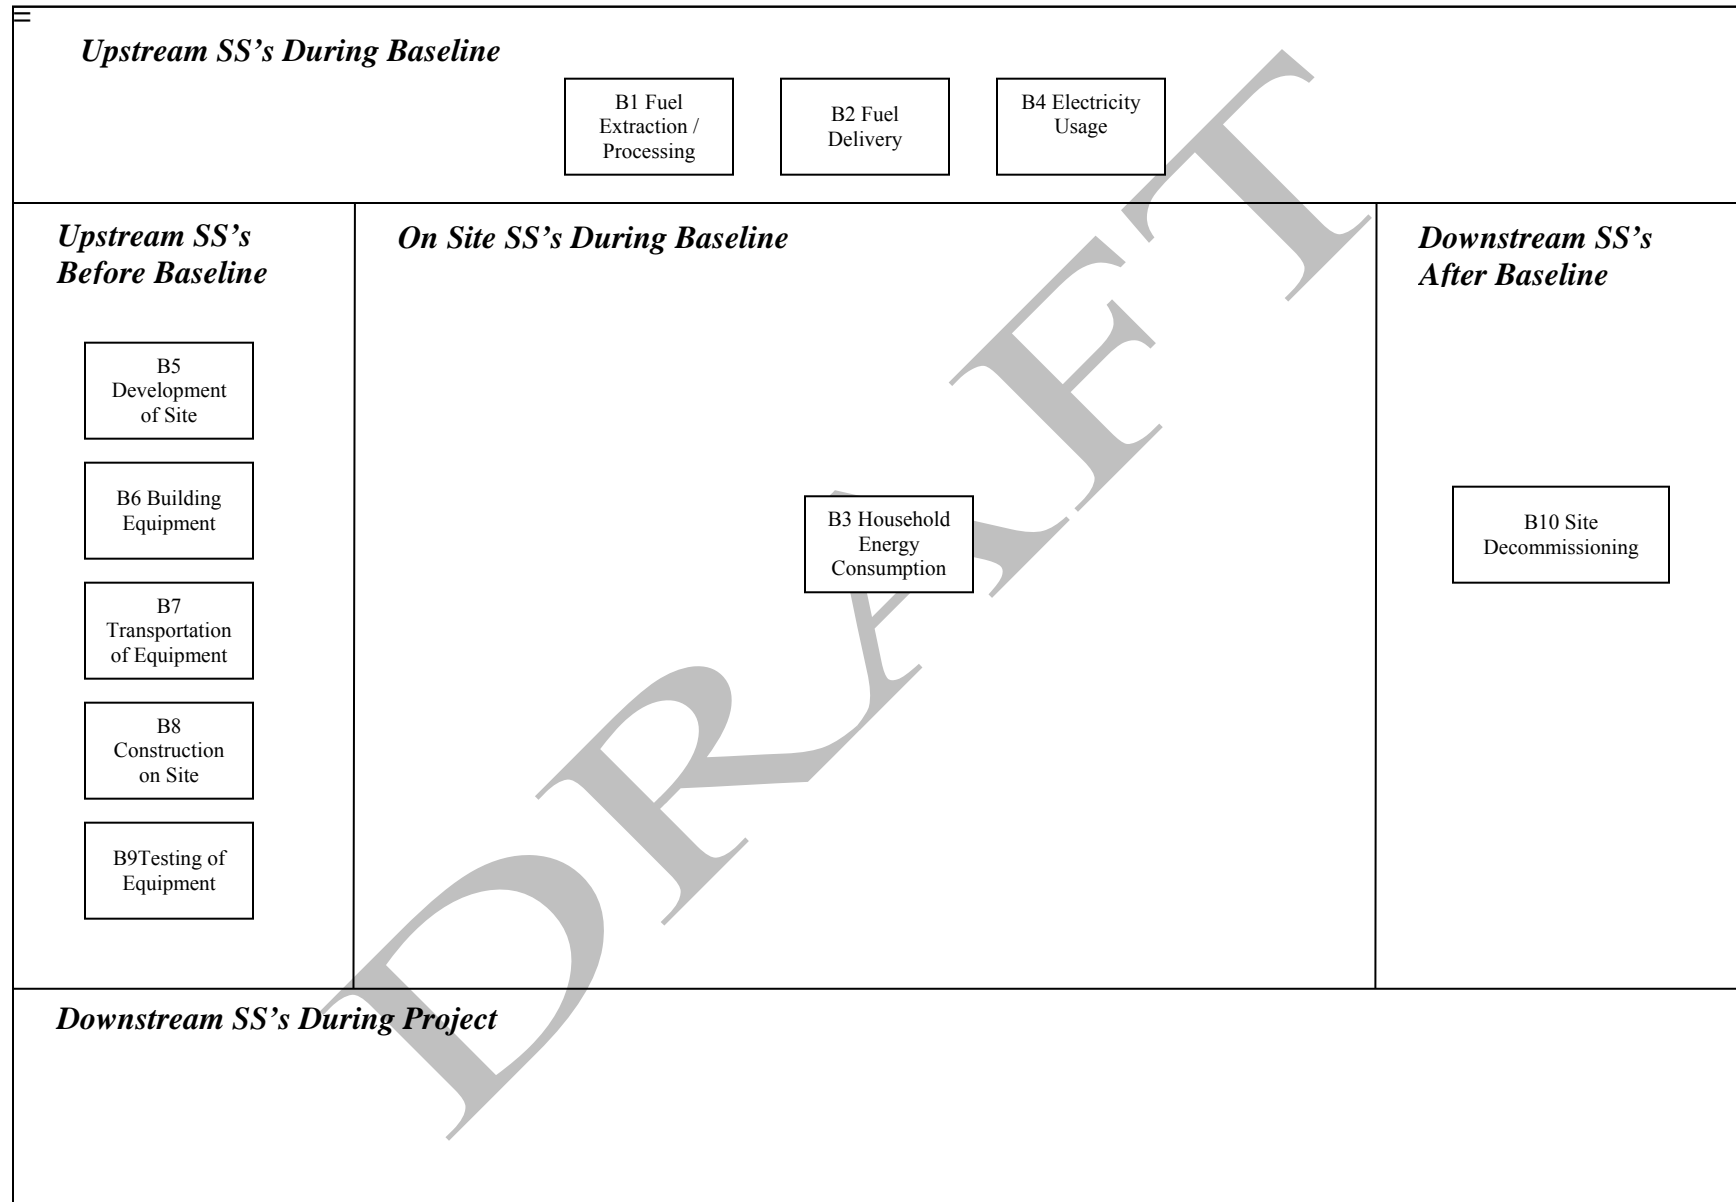 Upstream SS’s During Baseline
B1 Fuel
Extraction /
Processing
B2 Fuel
Delivery
B4 Electricity
Usage
Upstream SS’s
Before Baseline
On Site SS’s During Baseline
Downstream SS’s
After Baseline
B5
Development
of Site
B6 Building
Equipment
B7
Transportation
of Equipment
B8
Construction
on Site
B9Testing of
Equipment
B3 Household
Energy
Consumption
B10 Site
Decommissioning
Downstream SS’s During Project
DRAFT